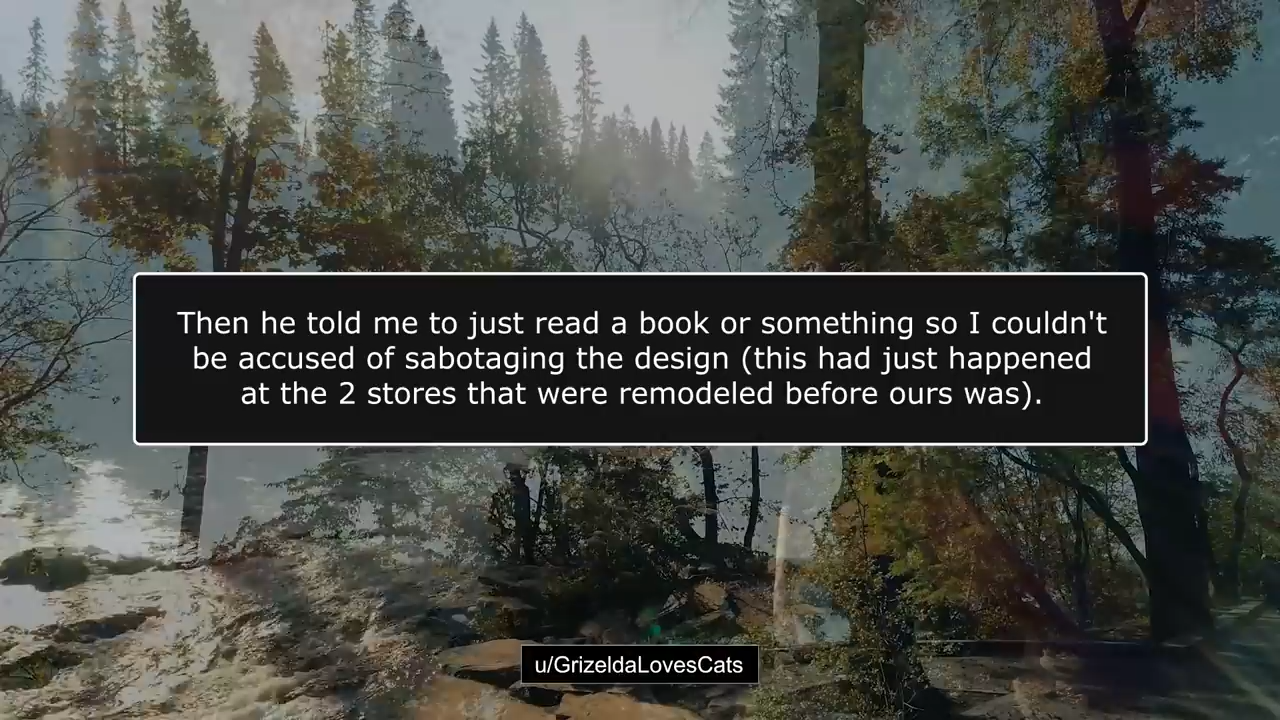 Then he told me to just read a book or something so I couldn't
be accused of sabotaging the design (this had just happened
at the 2 stores that were remodeled before ours was).
u/GrizeldaLovesCats